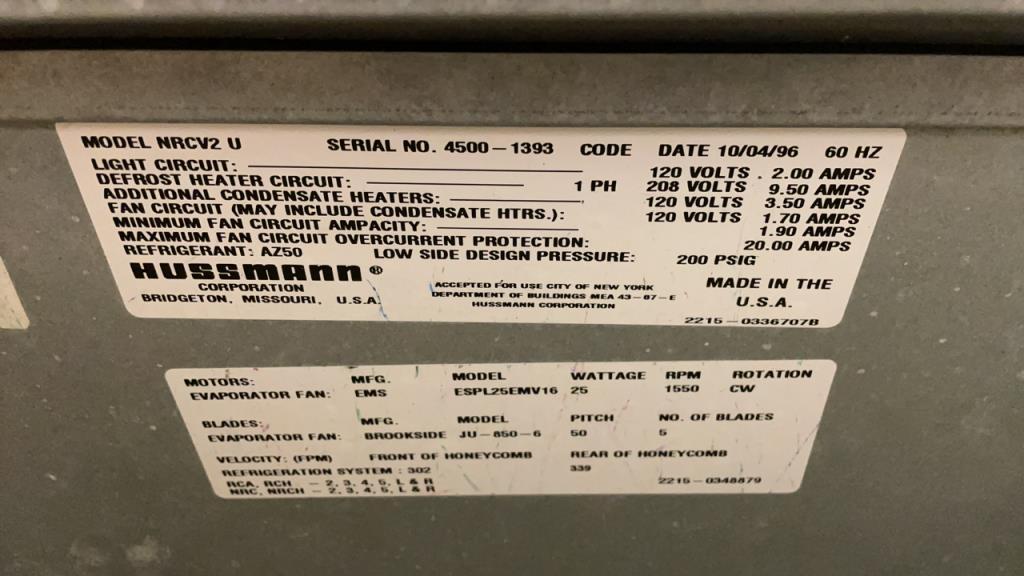 MODEL NRCV2 U SERIAL NO. 4500-1393 CODE DATE 10/04/96 60 HZ
LIGHT CIRCUIT: 120 VOLTS . 2.00 AMPS
DEFROST HEATER CIRCUIT: 1 PH 208 VOLTS 9.50 AMPS
ADDITIONAL CONDENSATE HEATERS: 120 VOLTS 3.50 AMPS
FAN CIRCUIT (MAY INCLUDE CONDENSATE HTRS.): 120 VOLTS 1.70 AMPS
MINIMUM FAN CIRCUIT AMPACITY: 1.90 AMPS
MAXIMUM FAN CIRCUIT OVERCURRENT PROTECTION: 20.00 AMPS
REFRIGERANT: AZ50 LOW SIDE DESIGN PRESSURE: 200 PSIG
HUSSMANN®
CORPORATION
BRIDGETON, MISSOURI, U.S.A.
ACCEPTED FOR USE CITY OF NEW YORK
DEPARTMENT OF BUILDINGS MEA 43-87-E
HUSSMANN CORPORATION
MADE IN THE
U.S.A.
2215-0336707B
MOTORS: MFG. MODEL WATTAGE RPM ROTATION
EVAPORATOR FAN: EMS ESPL25EMV16 25 1550 CW
BLADES: MFG. MODEL PITCH NO. OF BLADES
EVAPORATOR FAN: BROOKSIDE JU-850-6 50 5
VELOCITY: (FPM) FRONT OF HONEYCOMB REAR OF HONEYCOMB
REFRIGERATION SYSTEM : 302 339
RCA, RCH - 2, 3, 4, 5, L & R
NRC, NRCH - 2, 3, 4, 5, L & R
2215-0348879